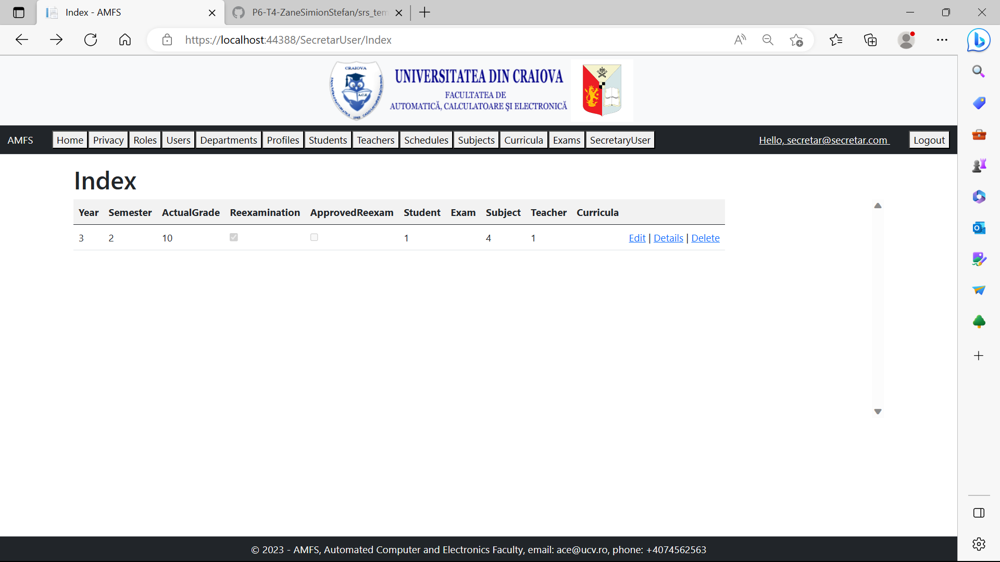 Index - AMFS
P6-T4-ZaneSimionStefan/srs_tem
https://localhost:44388/SecretarUser/Index
CRAIOVA
A.C.E.
UNIVERSITATEA DIN CRAIOVA
FACULTATEA DE
AUTOMATICĂ, CALCULATOARE ȘI ELECTRONICĂ
AMFS Home Privacy Roles Users Departments Profiles Students Teachers Schedules Subjects Curricula Exams SecretaryUser Hello, secretar@secretar.com Logout
Index
Year Semester ActualGrade Reexamination ApprovedReexam Student Exam Subject Teacher Curricula
3 2 10 1 4 1 Edit | Details | Delete
© 2023 - AMFS, Automated Computer and Electronics Faculty, email: ace@ucv.ro, phone: +4074562563